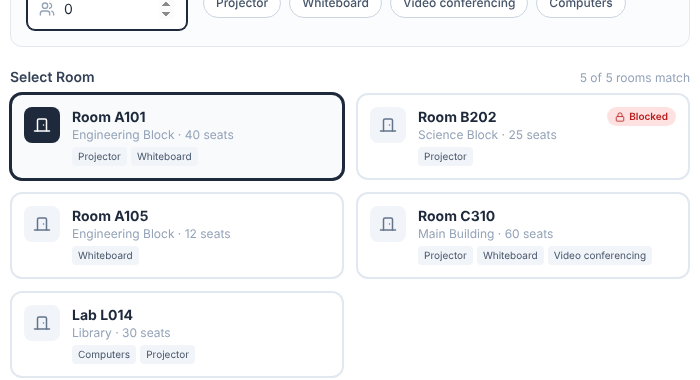 0
Projector
Whiteboard
Video conferencing
Computers
Select Room
5 of 5 rooms match
Room A101
Engineering Block · 40 seats
Projector
Whiteboard
Room B202
Blocked
Science Block · 25 seats
Projector
Room A105
Engineering Block · 12 seats
Whiteboard
Room C310
Main Building · 60 seats
Projector
Whiteboard
Video conferencing
Lab L014
Library · 30 seats
Computers
Projector